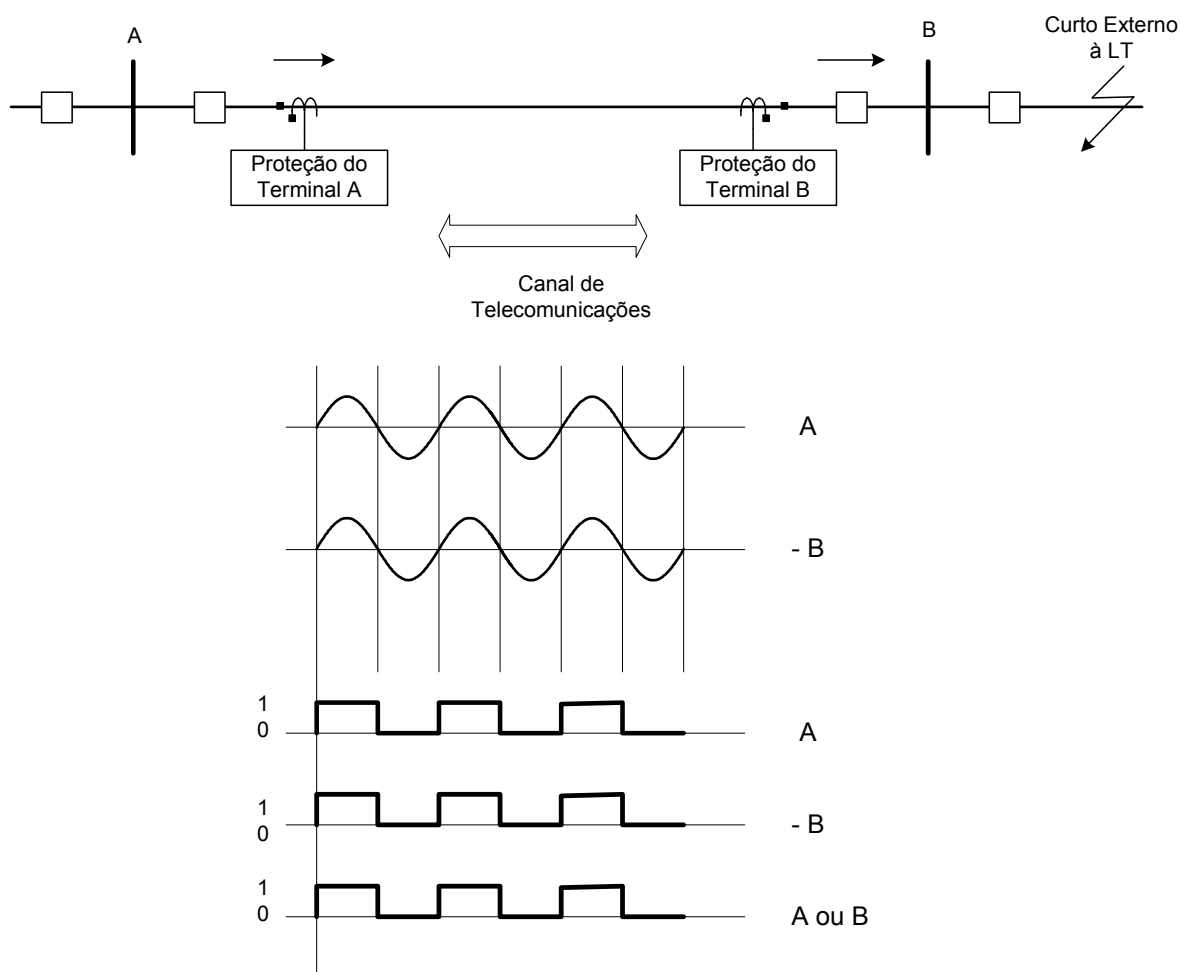 A
B
Curto Externo
à LT
Proteção do
Terminal A
Proteção do
Terminal B
Canal de
Telecomunicações
A
- B
1
0
A
1
0
- B
1
0
A ou B